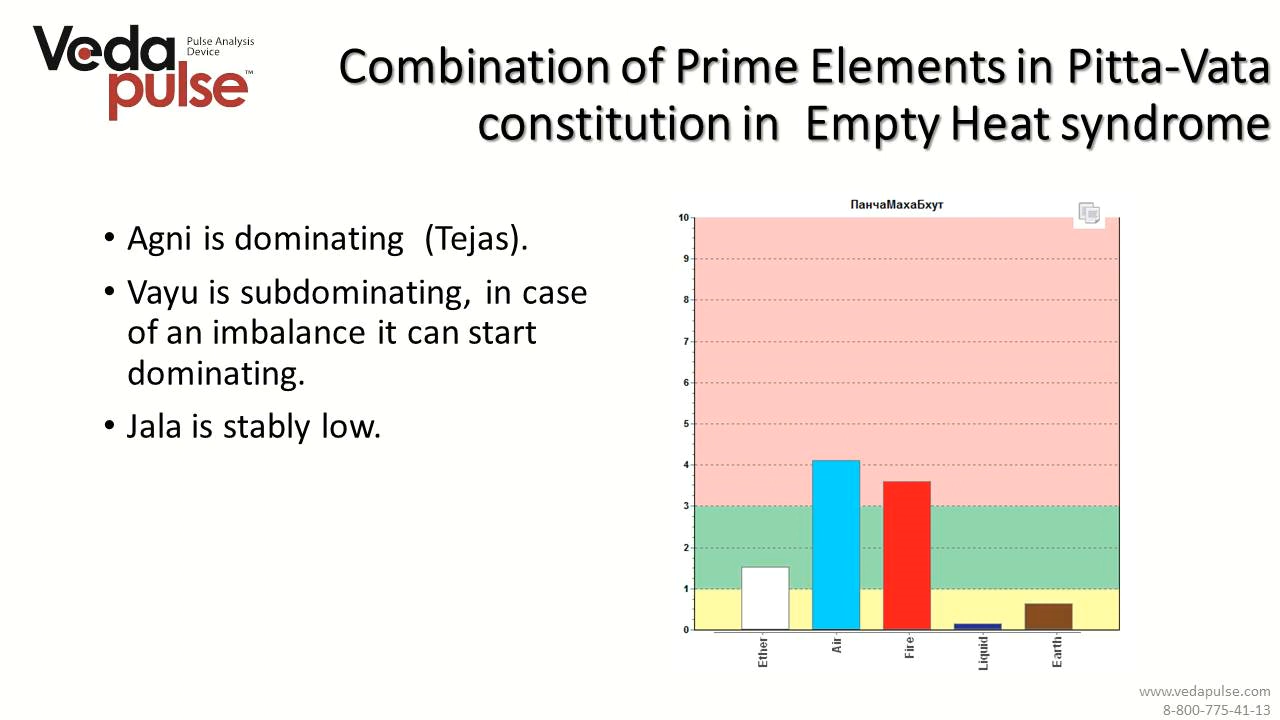 Veda
pulse™
Pulse Analysis
Device
Combination of Prime Elements in Pitta-Vata
constitution in Empty Heat syndrome
• Agni is dominating (Tejas).
• Vayu is subdominating, in case
of an imbalance it can start
dominating.
• Jala is stably low.
ПанчаМахаБхут
10
9
8
7
6
5
4
3
2
1
0
Ether
Air
Fire
Liquid
Earth
www.vedapulse.com
8-800-775-41-13